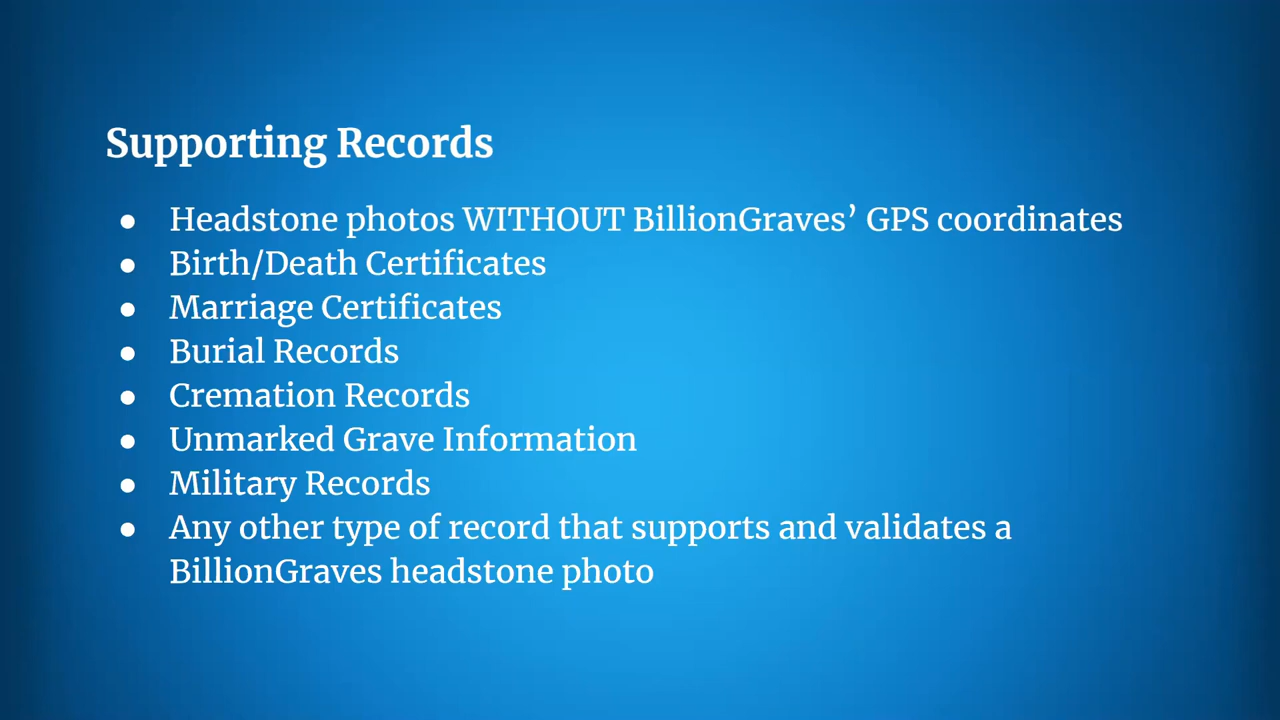 Supporting Records
● Headstone photos WITHOUT BillionGraves’ GPS coordinates
● Birth/Death Certificates
● Marriage Certificates
● Burial Records
● Cremation Records
● Unmarked Grave Information
● Military Records
● Any other type of record that supports and validates a
BillionGraves headstone photo